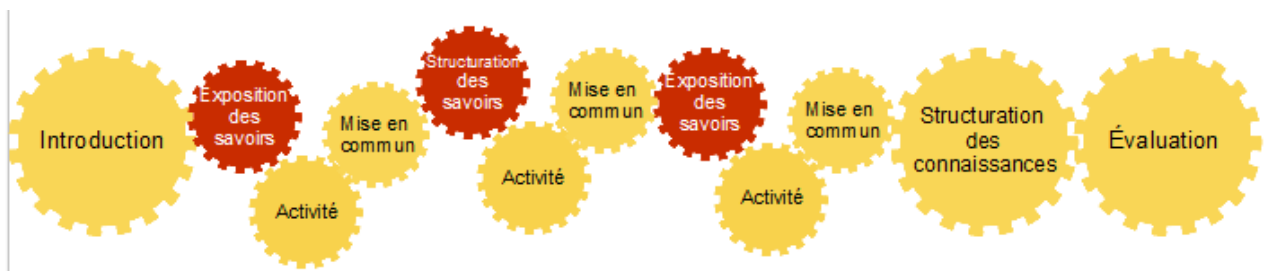 Introduction
Exposition
des
savoirs
Activité
Mise en
commun
Structuration
des
savoirs
Activité
Mise en
commun
Exposition
des
savoirs
Activité
Mise en
commun
Structuration
des
connaissances
Évaluation